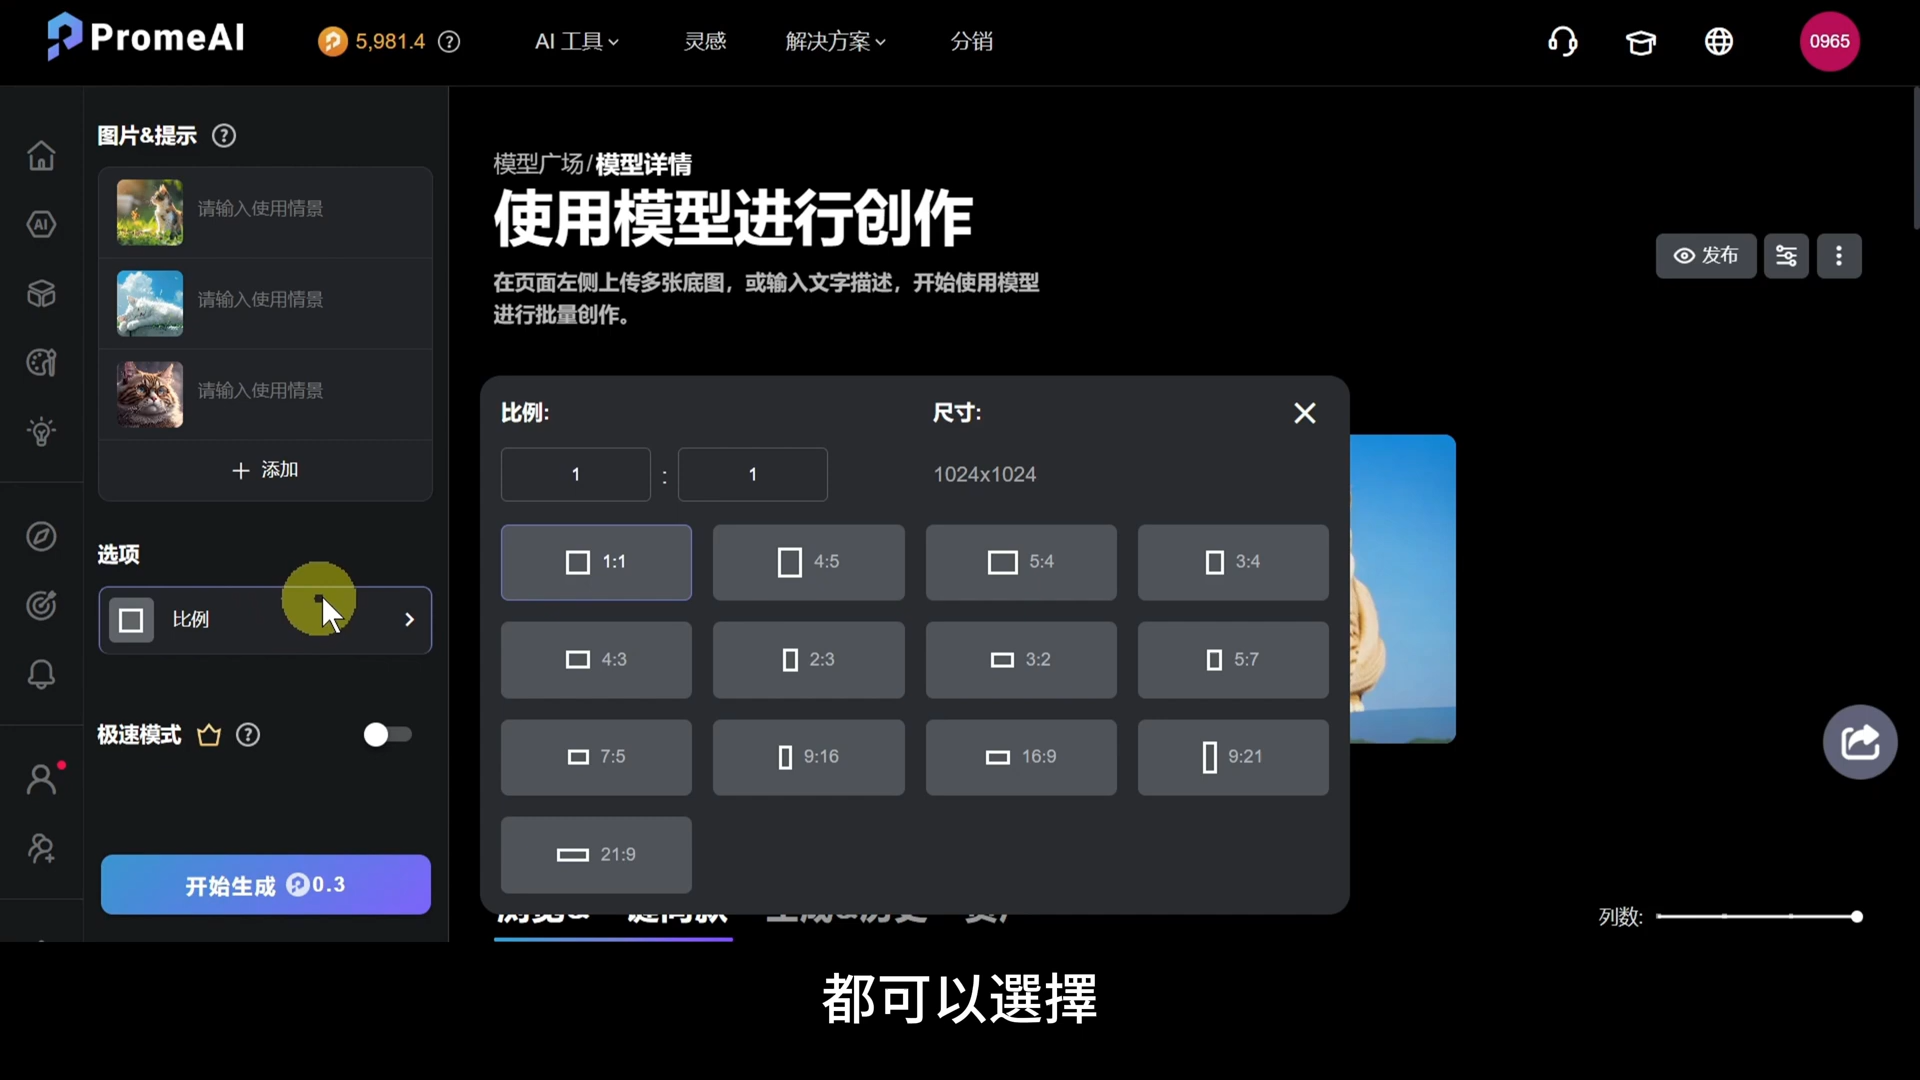 PromeAI
5,981.4
AI 工具
灵感
解决方案
分销
0965
图片&提示
请输入使用情景
请输入使用情景
请输入使用情景
添加
选项
比例
极速模式
开始生成 0.3
模型广场/模型详情
使用模型进行创作
在页面左侧上传多张底图，或输入文字描述，开始使用模型
进行批量创作。
发布
比例:
尺寸:
1 : 1
1024x1024
1:1
4:5
5:4
3:4
4:3
2:3
3:2
5:7
7:5
9:16
16:9
9:21
21:9
列数:
都可以選擇